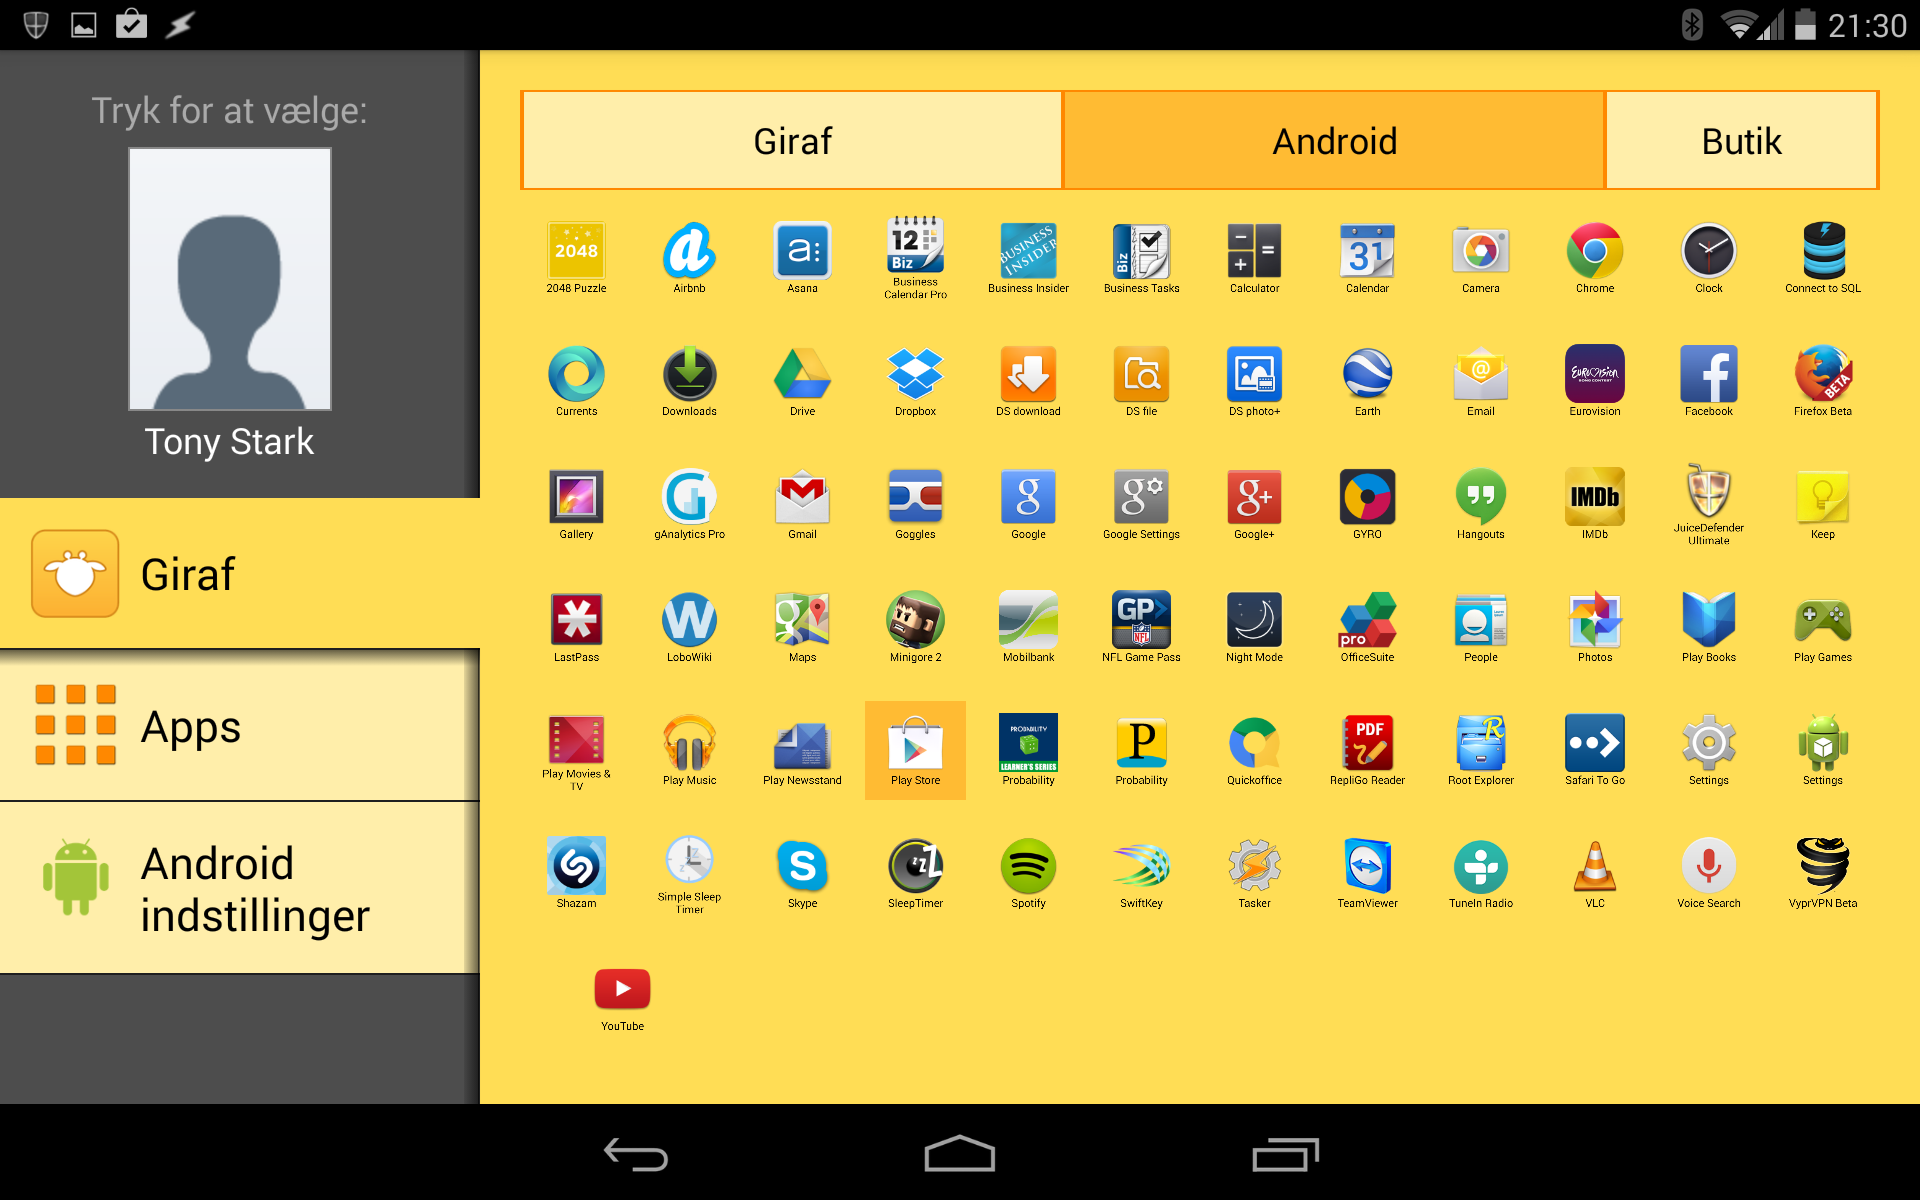 21:30
Tryk for at vælge:
Tony Stark
Giraf
Apps
Android
indstillinger
Giraf Android Butik
2048 12 Biz BUSINESS INSIDER Biz 31
2048 Puzzle Airbnb Asana Business Calendar Pro Business Insider Business Tasks Calculator Calendar Camera Chrome Clock Connect to SQL
EUROVISION SONG CONTEST BETA
Currents Downloads Drive Dropbox DS download DS file DS photo+ Earth Email Eurovision Facebook Firefox Beta
IMDb
Gallery gAnalytics Pro Gmail Goggles Google Google Settings Google+ GYRO Hangouts IMDb JuiceDefender Ultimate Keep
GP NFL pro
LastPass LoboWiki Maps Minigore 2 Mobilbank NFL Game Pass Night Mode OfficeSuite People Photos Play Books Play Games
PROBABILITY LEARNER'S SERIES P PDF R
Play Movies & TV Play Music Play Newsstand Play Store Probability Probability Quickoffice RepliGo Reader Root Explorer Safari To Go Settings Settings
Shazam Simple Sleep Timer Skype SleepTimer Spotify SwiftKey Tasker TeamViewer TuneIn Radio VLC Voice Search VyprVPN Beta
YouTube